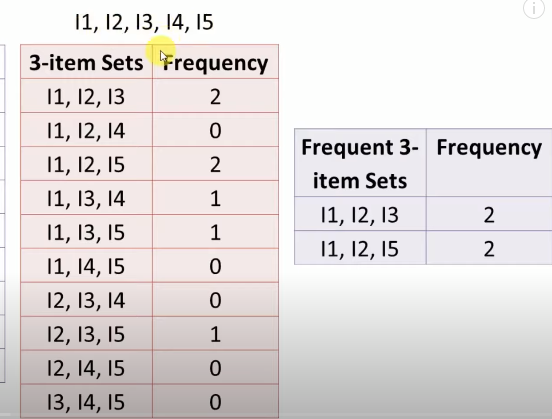 I1, I2, I3, I4, I5
3-item Sets Frequency
I1, I2, I3 2
I1, I2, I4 0
I1, I2, I5 2
I1, I3, I4 1
I1, I3, I5 1
I1, I4, I5 0
I2, I3, I4 0
I2, I3, I5 1
I2, I4, I5 0
I3, I4, I5 0
Frequent 3- Frequency
item Sets
I1, I2, I3 2
I1, I2, I5 2